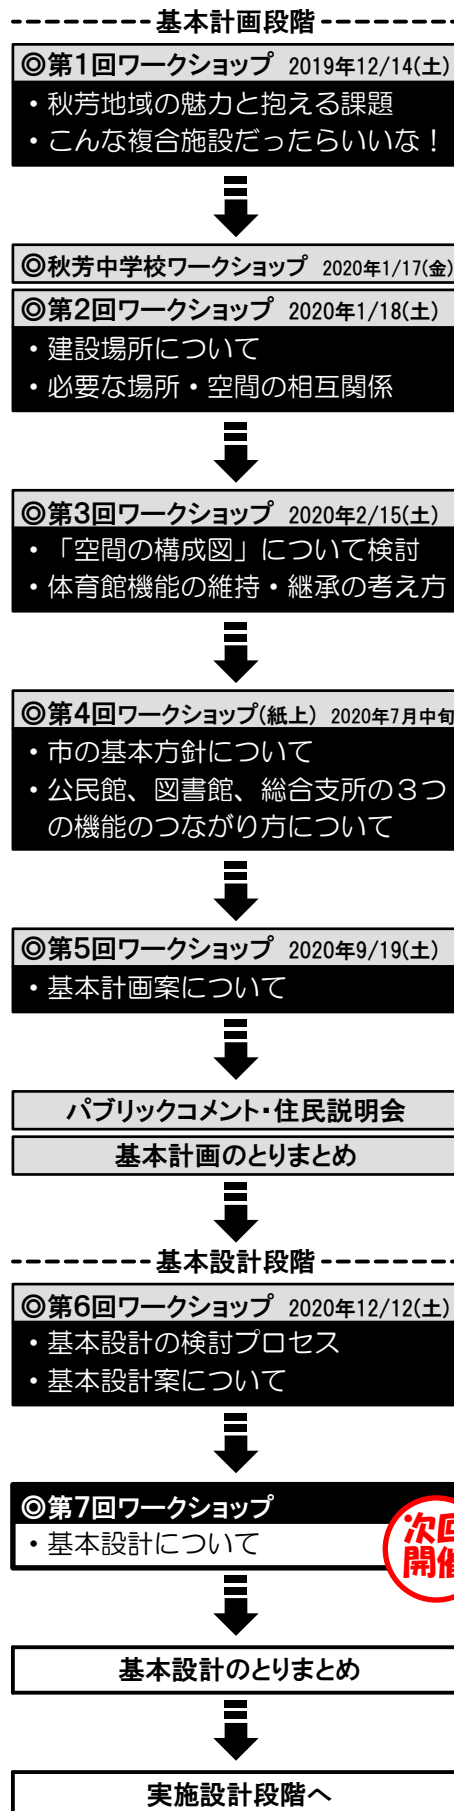 基本計画段階
◎第1回ワークショップ 2019年12/14(土)
・秋芳地域の魅力と抱える課題
・こんな複合施設だったらいいな！
◎秋芳中学校ワークショップ 2020年1/17(金)
◎第2回ワークショップ 2020年1/18(土)
・建設場所について
・必要な場所・空間の相互関係
◎第3回ワークショップ 2020年2/15(土)
・「空間の構成図」について検討
・体育館機能の維持・継承の考え方
◎第4回ワークショップ(紙上) 2020年7月中旬
・市の基本方針について
・公民館、図書館、総合支所の３つ
の機能のつながり方について
◎第5回ワークショップ 2020年9/19(土)
・基本計画案について
パブリックコメント・住民説明会
基本計画のとりまとめ
基本設計段階
◎第6回ワークショップ 2020年12/12(土)
・基本設計の検討プロセス
・基本設計案について
◎第7回ワークショップ
・基本設計について
次回
開催
基本設計のとりまとめ
実施設計段階へ